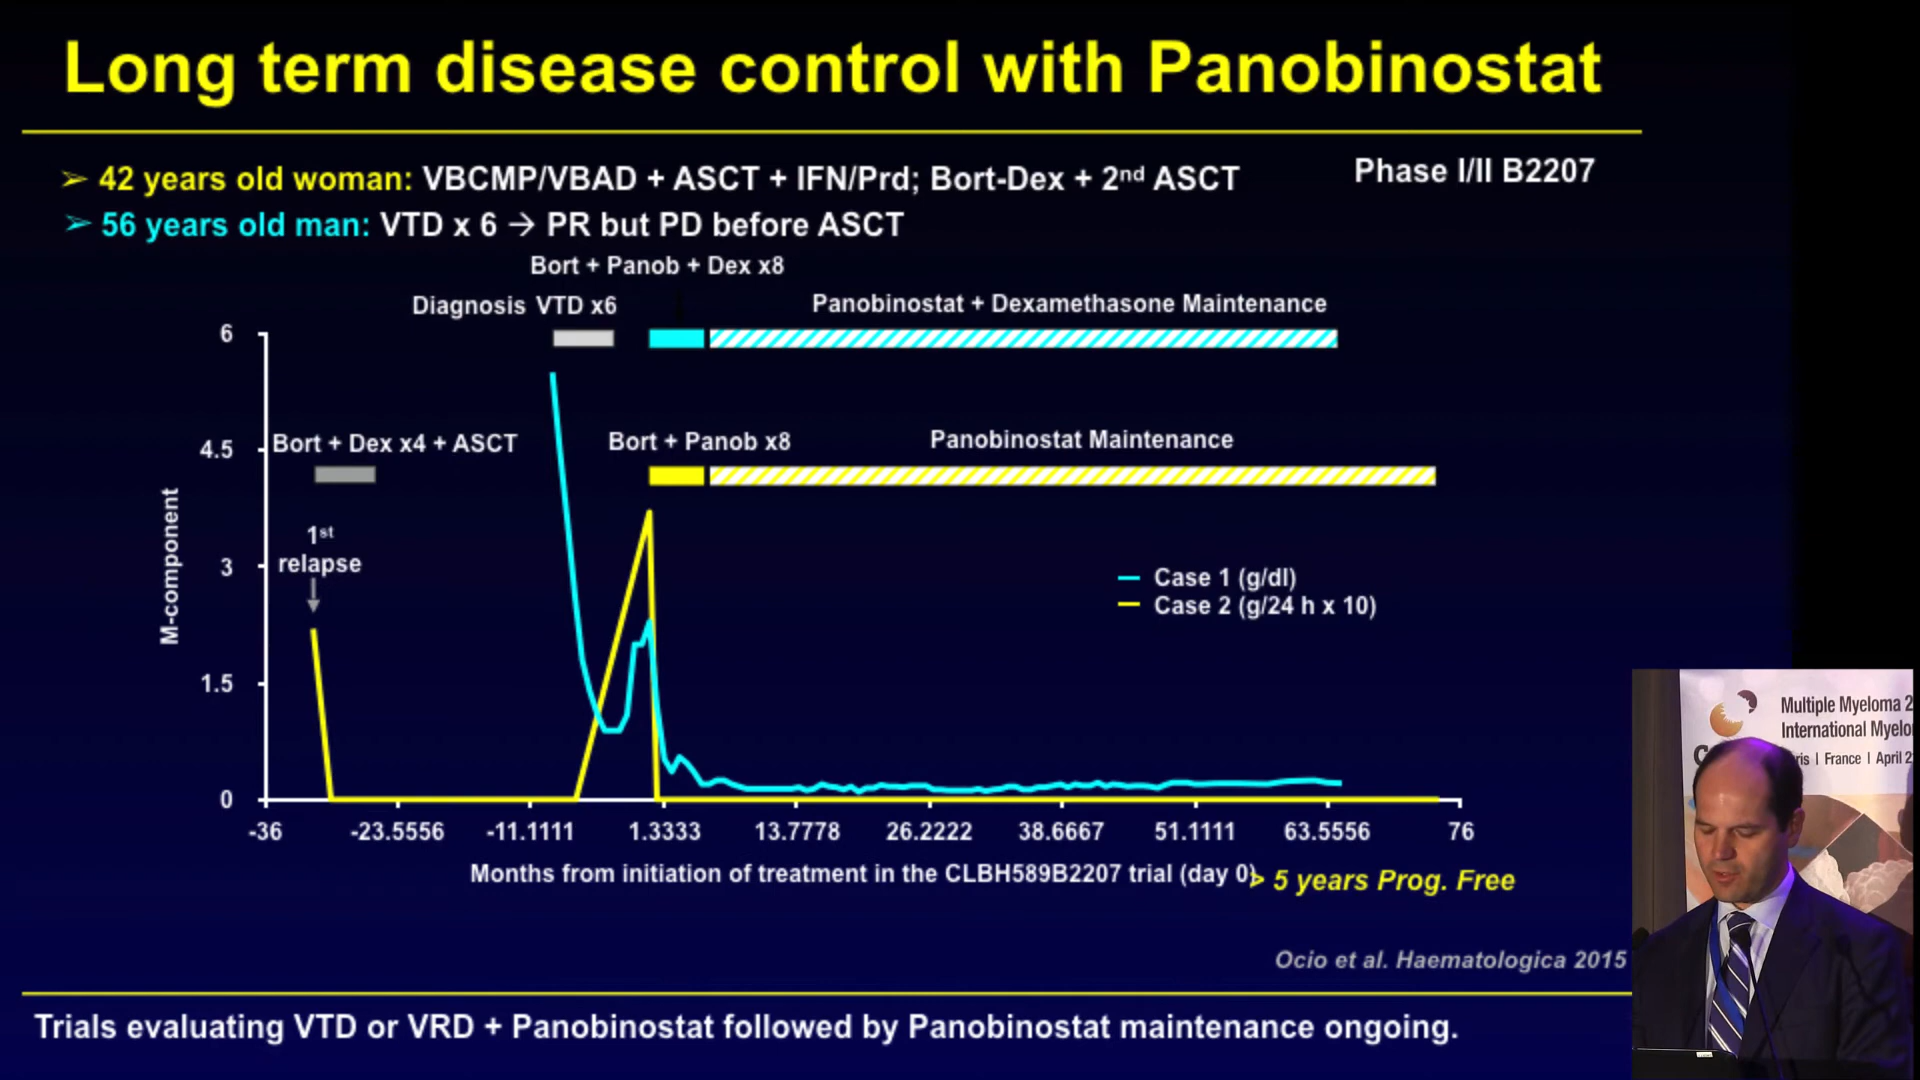 Long term disease control with Panobinostat
➢ 42 years old woman: VBCMP/VBAD + ASCT + IFN/Prd; Bort-Dex + 2nd ASCT
Phase I/II B2207
➢ 56 years old man: VTD x 6 → PR but PD before ASCT
Bort + Panob + Dex x8
Diagnosis VTD x6
Panobinostat + Dexamethasone Maintenance
6
4.5
3
1.5
0
M-component
Bort + Dex x4 + ASCT
Bort + Panob x8
Panobinostat Maintenance
1st
relapse
Case 1 (g/dl)
Case 2 (g/24 h x 10)
-36 -23.5556 -11.1111 1.3333 13.7778 26.2222 38.6667 51.1111 63.5556 76
Months from initiation of treatment in the CLBH589B2207 trial (day 0)
> 5 years Prog. Free
Ocio et al. Haematologica 2015
Trials evaluating VTD or VRD + Panobinostat followed by Panobinostat maintenance ongoing.
Multiple Myeloma 2
International Myelo
ris | France | April 2